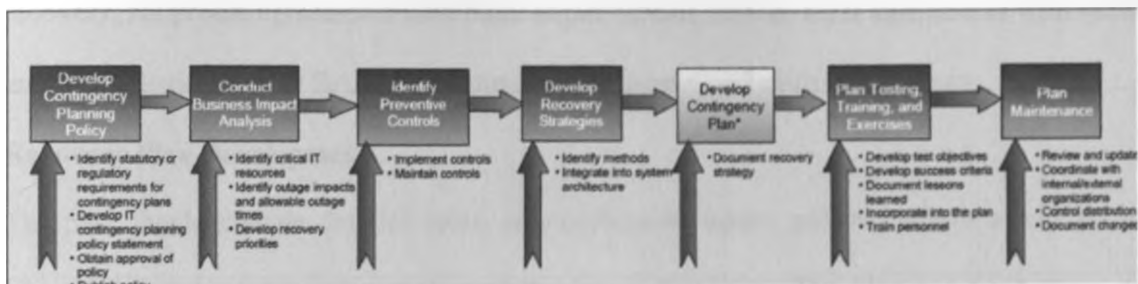 Develop
Contingency
Planning
Policy
Conduct
Business Impact
Analysis
Identify
Preventive
Controls
Develop
Recovery
Strategies
Develop
Contingency
Plan*
Plan Testing,
Training, and
Exercises
Plan
Maintenance
• Identify statutory or
regulatory
requirements for
contingency plans
• Develop IT
contingency planning
policy statement
• Obtain approval of
policy
• Publish policy
• Identify critical IT
resources
• Identify outage impacts
and allowable outage
times
• Develop recovery
priorities
• Implement controls
• Maintain controls
• Identify methods
• Integrate into system
architecture
• Document recovery
strategy
• Develop test objectives
• Develop success criteria
• Document lessons
learned
• Incorporate into the plan
• Train personnel
• Review and update
• Coordinate with
internal/external
organizations
• Control distribution
• Document changes